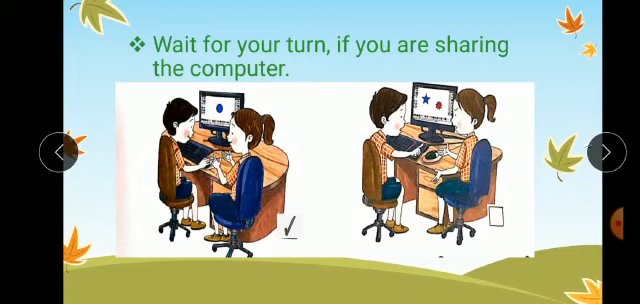 ❖ Wait for your turn, if you are sharing
the computer.